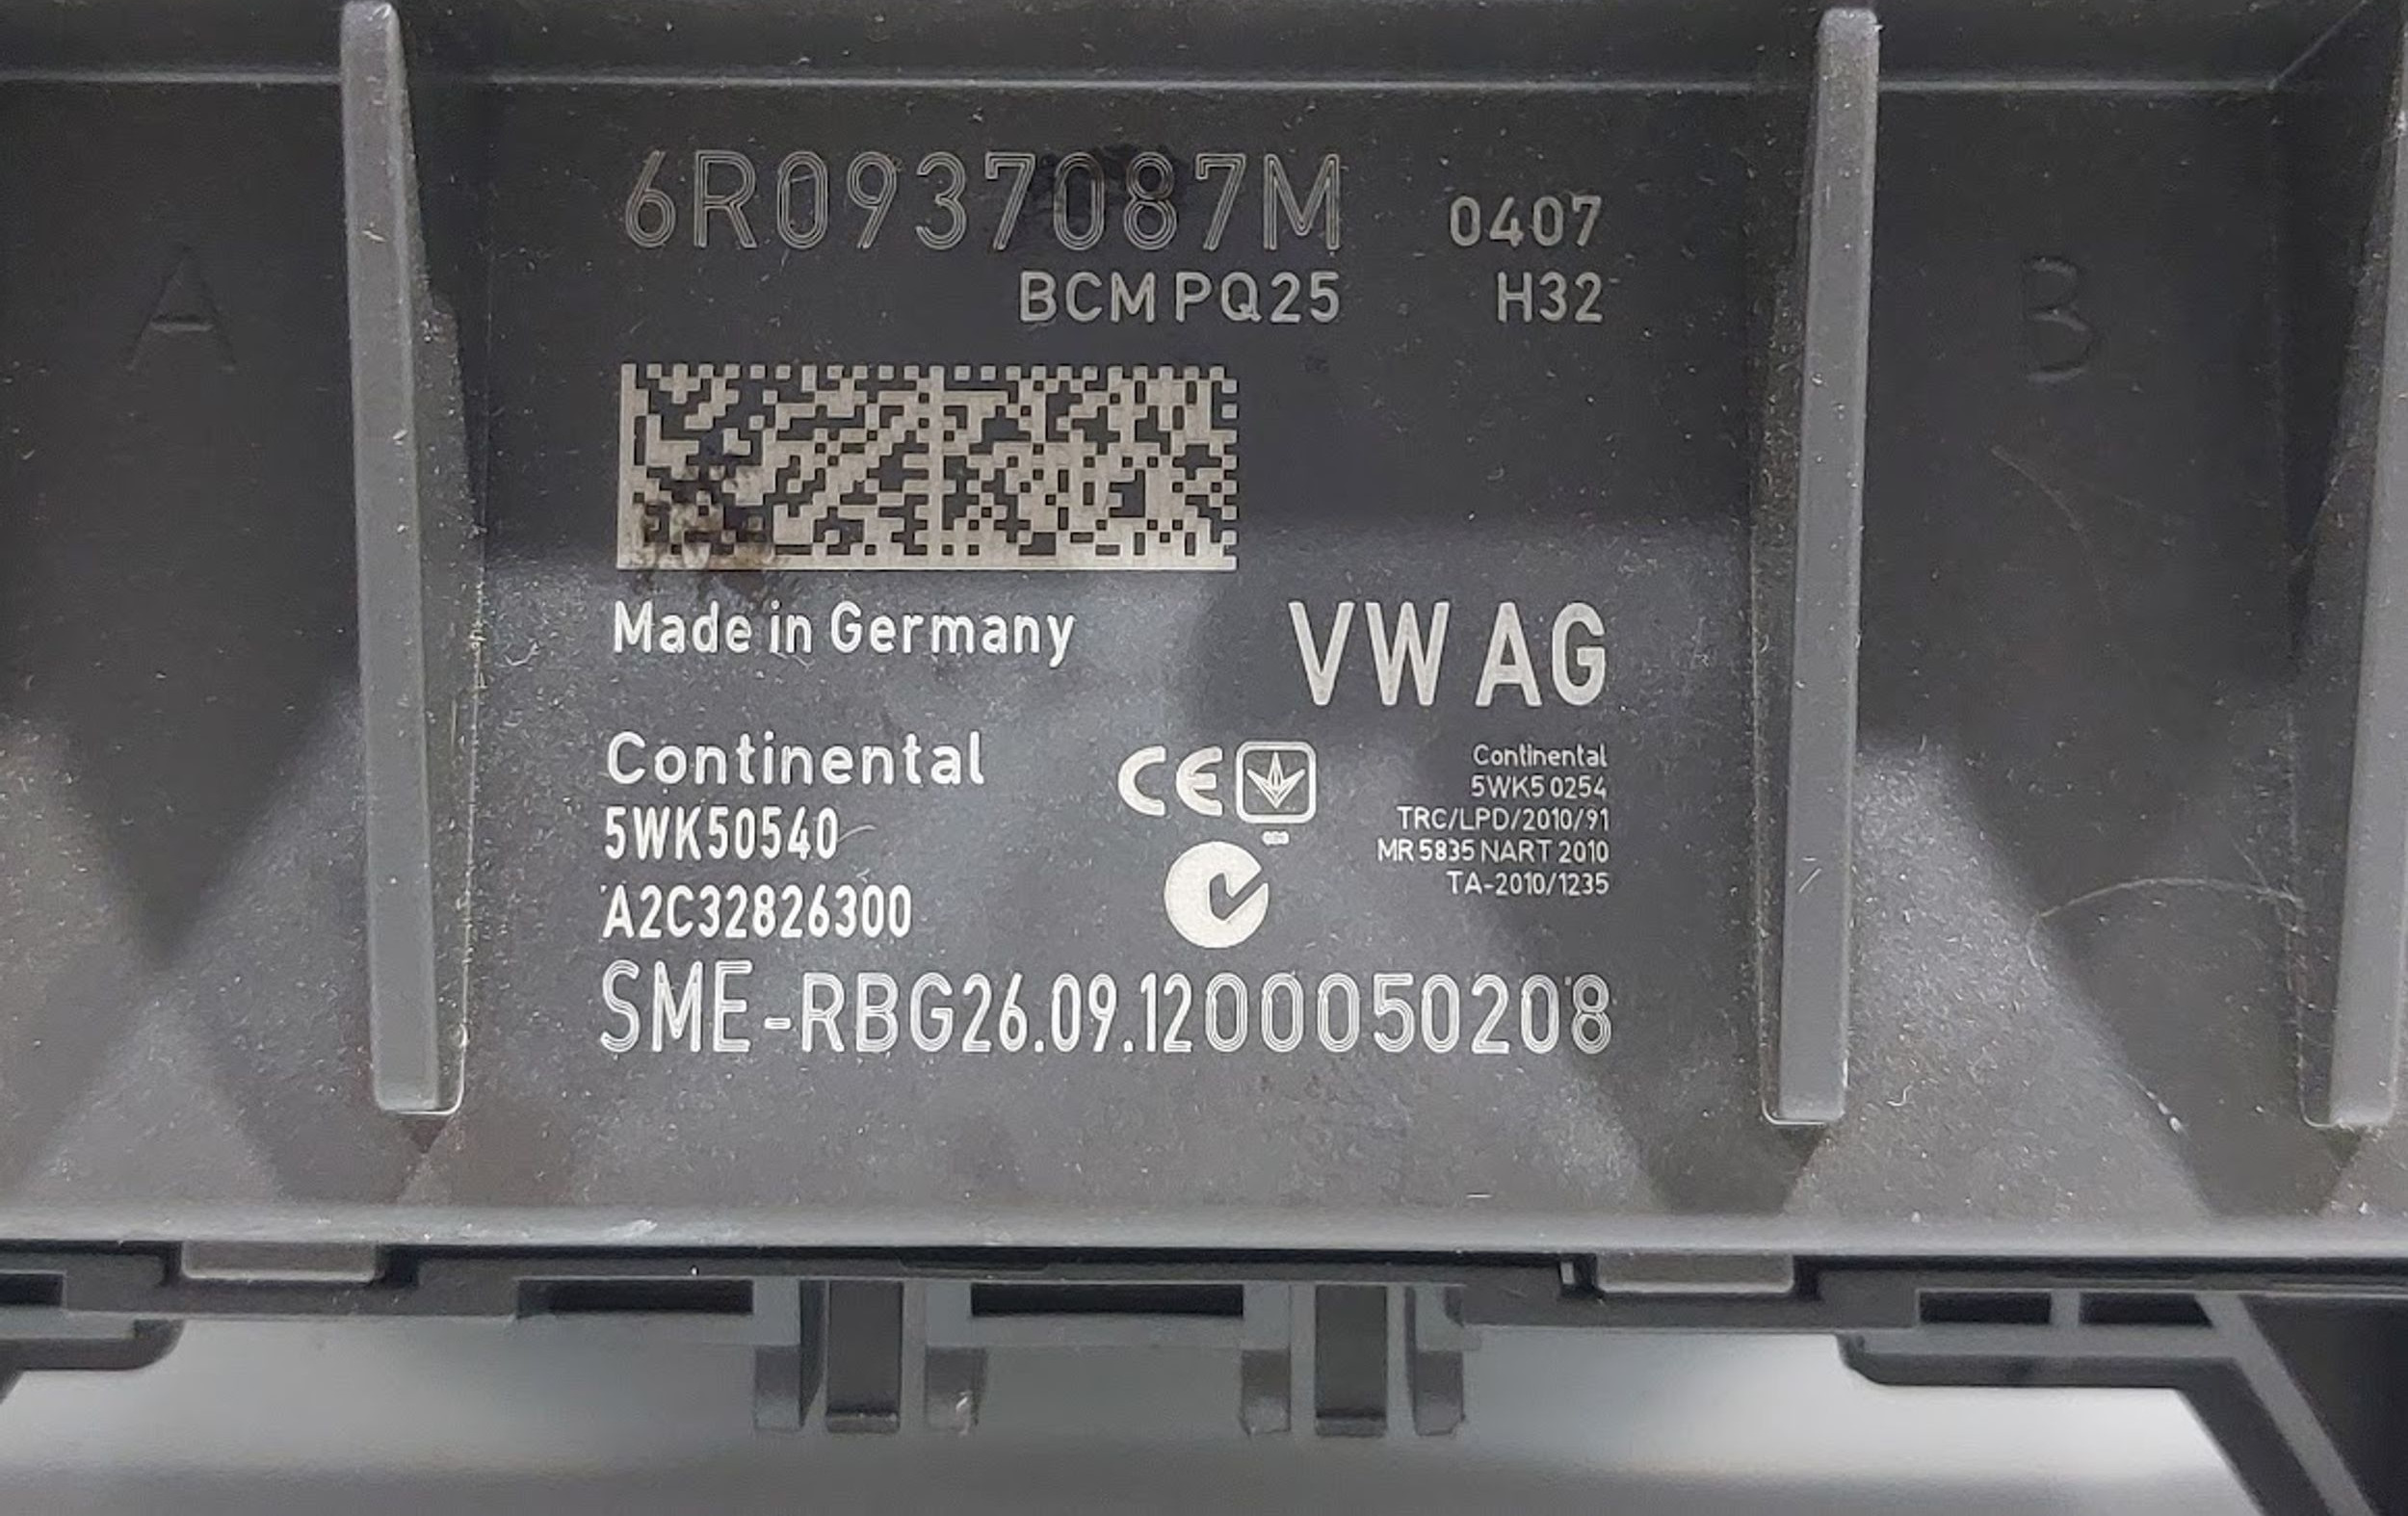 6R0937087M 0407
BCM PQ25 H32
A
B
Made in Germany
VW AG
Continental
5WK50540
A2C32826300
CE
Continental
5WK5 0254
TRC/LPD/2010/91
MR 5835 NART 2010
TA-2010/1235
SME-RBG26.09.1200050208